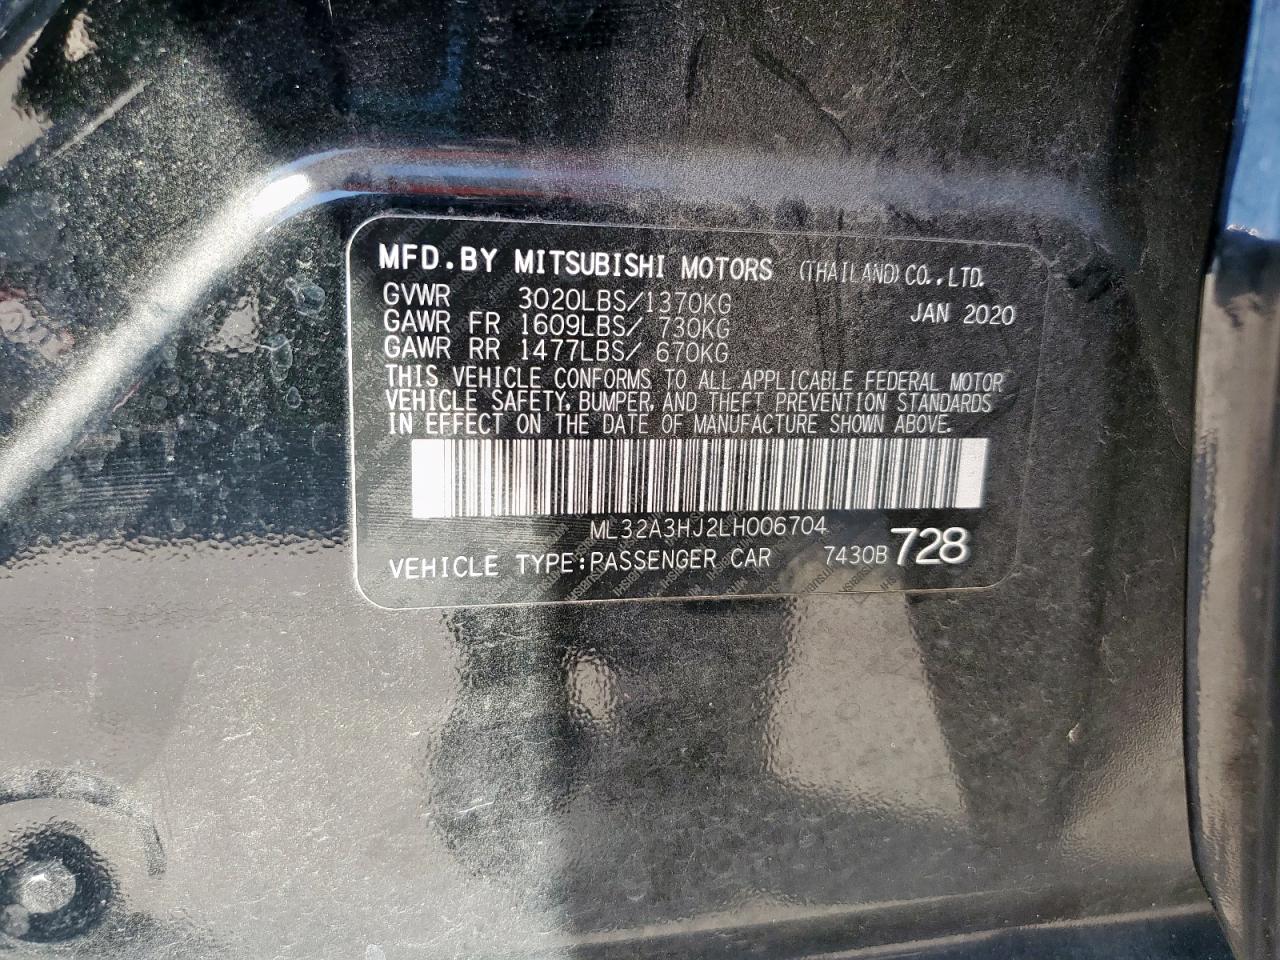 MFD.BY MITSUBISHI MOTORS (THAILAND) CO.,LTD.
GVWR 3020LBS/1370KG JAN 2020
GAWR FR 1609LBS/ 730KG
GAWR RR 1477LBS/ 670KG
THIS VEHICLE CONFORMS TO ALL APPLICABLE FEDERAL MOTOR
VEHICLE SAFETY, BUMPER, AND THEFT PREVENTION STANDARDS
IN EFFECT ON THE DATE OF MANUFACTURE SHOWN ABOVE.
ML32A3HJ2LH006704
VEHICLE TYPE:PASSENGER CAR 7430B 728